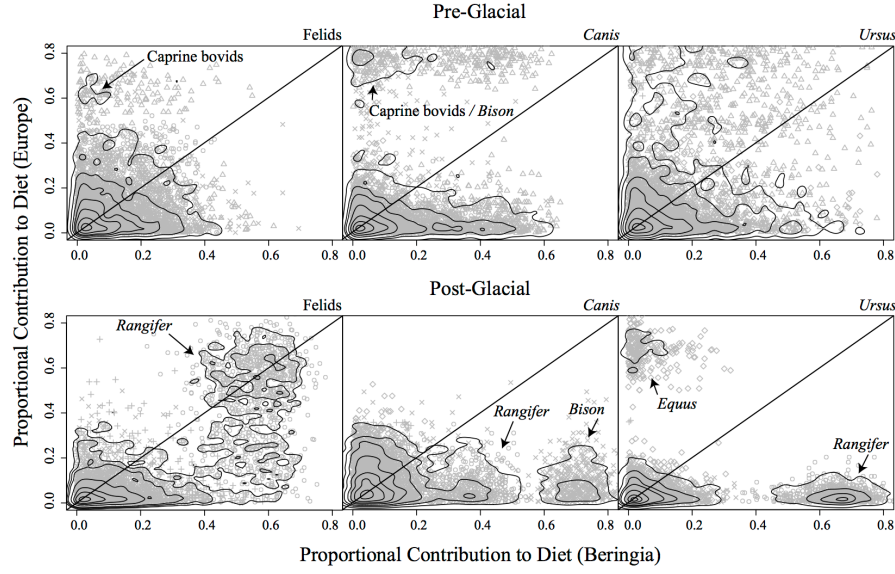 Pre-Glacial
Felids
Canis
Ursus
Caprine bovids
Caprine bovids / Bison
0.8
0.6
0.4
0.2
0.0
0.0 0.2 0.4 0.6 0.8
0.0 0.2 0.4 0.6 0.8
0.0 0.2 0.4 0.6 0.8
Proportional Contribution to Diet (Europe)
Post-Glacial
Felids
Canis
Ursus
Rangifer
Rangifer
Bison
Equus
Rangifer
0.8
0.6
0.4
0.2
0.0
0.0 0.2 0.4 0.6 0.8
0.0 0.2 0.4 0.6 0.8
0.0 0.2 0.4 0.6 0.8
Proportional Contribution to Diet (Beringia)